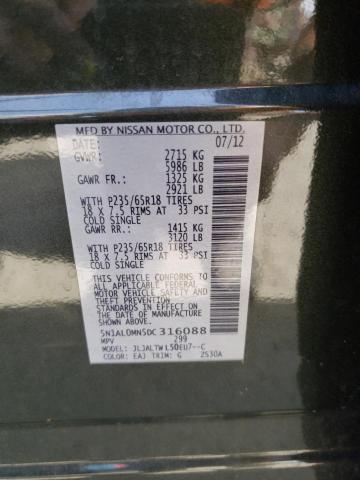 MFD BY NISSAN MOTOR CO., LTD.
DATE: 07/12
GVWR: 2715 KG
5986 LB
GAWR FR: 1325 KG
2921 LB
WITH P235/65R18 TIRES
18 X 7.5 RIMS AT 33 PSI
COLD SINGLE
GAWR RR.: 1415 KG
3120 LB
WITH P235/65R18 TIRES
18 X 7.5 RIMS AT 33 PSI
COLD SINGLE
THIS VEHICLE CONFORMS
TO ALL APPLICABLE FEDERAL
MOTOR VEHICLE SAFETY
AND THEFT PREVENTION
STANDARDS IN EFFECT
ON THE DATE OF MANUFACTURE
SHOWN ABOVE.
5N1AL0MN5DC316088
MPV 299
MODEL: JLJALTWL50EU7--C
COLOR: EAJ TRIM: G 2S30A